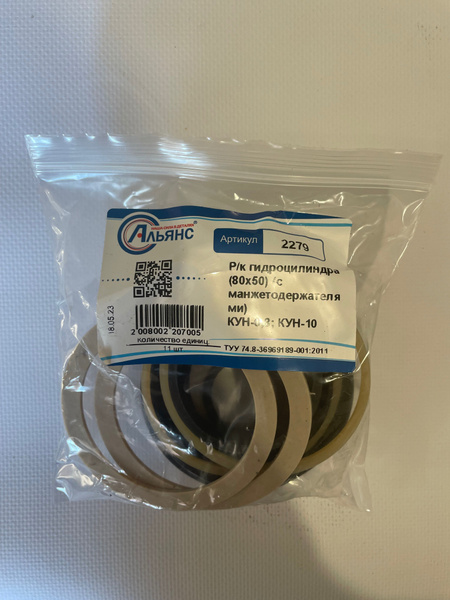 АЛЬЯНС
Артикул 2279
Р/к гидроцилиндра
(80х50) (с
манжетодержателя
ми)
КУН-0,8; КУН-10
18.05.23
2 008002 207005
количество единиц
11 шт
ТУУ 74.8-36969189-001:2011